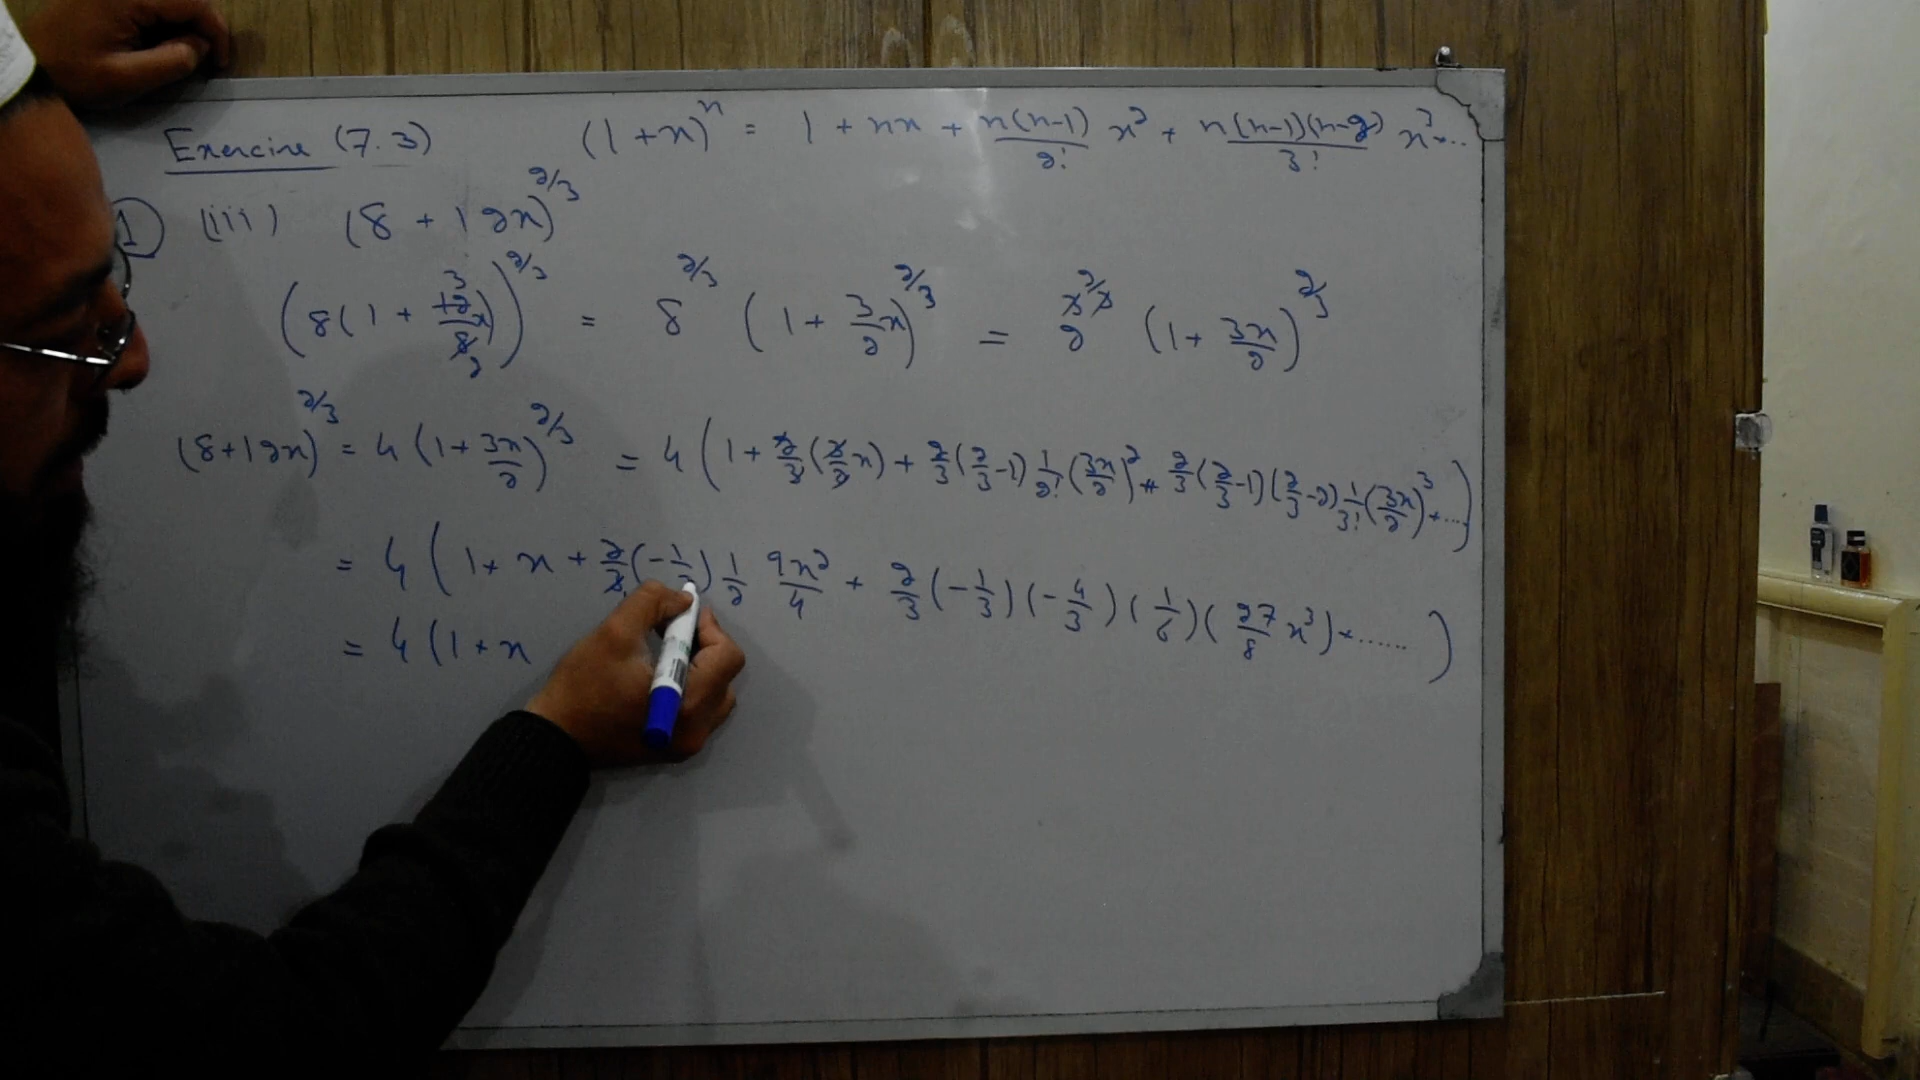 Exercise (7.3) (1+x)^n = 1 + nx + n(n-1)/2! x^2 + n(n-1)(n-2)/3! x^3 + ...
1 (iii) (8 + 12x)^2/3
(8(1 + 12/8 x))^2/3 = 8^2/3 (1 + 3/2 x)^2/3 = 2^3×2/3 (1 + 3x/2)^2/3
(8+12x)^2/3 = 4 (1 + 3x/2)^2/3 = 4 (1 + 2/3 (3/2 x) + 2/3 (2/3 -1) 1/2! (3x/2)^2 + 2/3 (2/3 -1) (2/3 -2) 1/3! (3x/2)^3 + ...)
= 4 (1 + x + 2/3 (-1/3) 1/2 9x^2/4 + 2/3 (-1/3) (-4/3) (1/6) (27/8 x^3) + ...... )
= 4 (1 + x